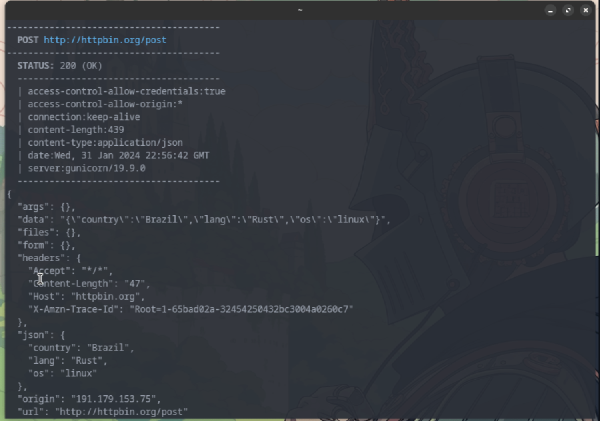 ~
-------------------------------------
POST http://httpbin.org/post
-------------------------------------
STATUS: 200 (OK)
-------------------------------------
| access-control-allow-credentials:true
| access-control-allow-origin:*
| connection:keep-alive
| content-length:439
| content-type:application/json
| date:Wed, 31 Jan 2024 22:56:42 GMT
| server:gunicorn/19.9.0
-------------------------------------
{
"args": {},
"data": "{\"country\":\"Brazil\",\"lang\":\"Rust\",\"os\":\"linux\"}",
"files": {},
"form": {},
"headers": {
"Accept": "*/*",
"Content-Length": "47",
"Host": "httpbin.org",
"X-Amzn-Trace-Id": "Root=1-65bad02a-32454250432bc3004a0260c7"
},
"json": {
"country": "Brazil",
"lang": "Rust",
"os": "linux"
},
"origin": "191.179.153.75",
"url": "http://httpbin.org/post"